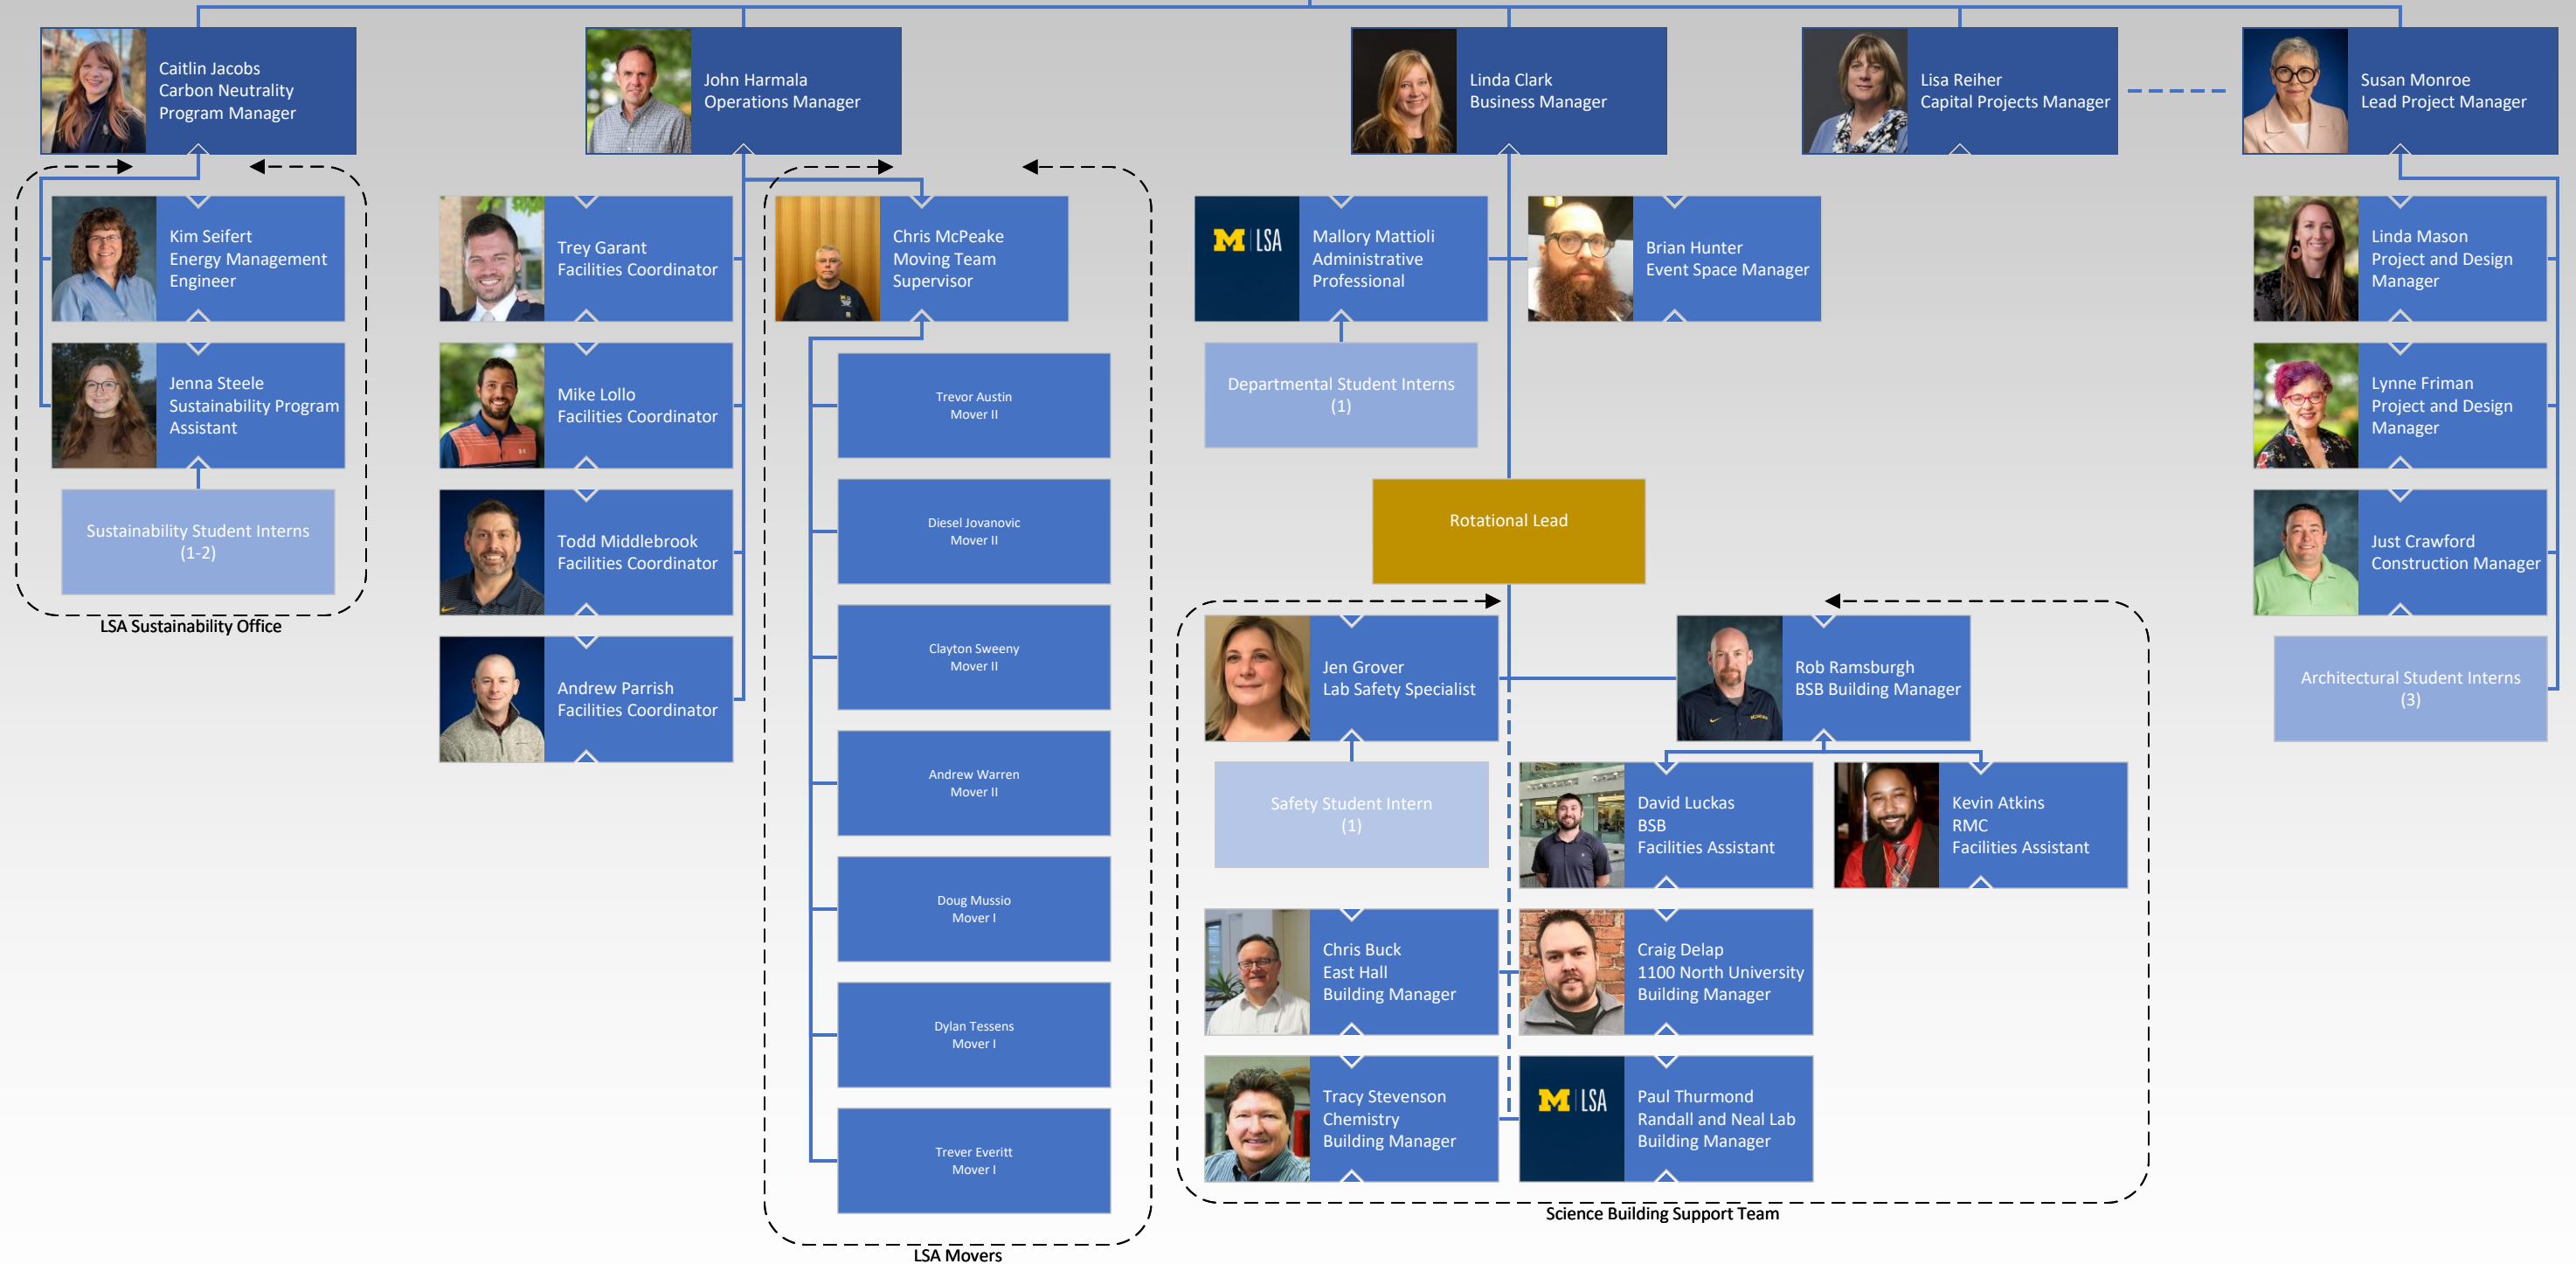 Caitlin Jacobs
Carbon Neutrality
Program Manager
John Harmala
Operations Manager
Linda Clark
Business Manager
Lisa Reiher
Capital Projects Manager
Susan Monroe
Lead Project Manager
Kim Seifert
Energy Management
Engineer
Jenna Steele
Sustainability Program
Assistant
Sustainability Student Interns
(1-2)
LSA Sustainability Office
Trey Garant
Facilities Coordinator
Mike Lollo
Facilities Coordinator
Todd Middlebrook
Facilities Coordinator
Andrew Parrish
Facilities Coordinator
Chris McPeake
Moving Team
Supervisor
Trevor Austin
Mover II
Diesel Jovanovic
Mover II
Clayton Sweeny
Mover II
Andrew Warren
Mover II
Doug Mussio
Mover I
Dylan Tessens
Mover I
Trever Everitt
Mover I
LSA Movers
M LSA
Mallory Mattioli
Administrative
Professional
Brian Hunter
Event Space Manager
Departmental Student Interns
(1)
Rotational Lead
Jen Grover
Lab Safety Specialist
Rob Ramsburgh
BSB Building Manager
Safety Student Intern
(1)
David Luckas
BSB
Facilities Assistant
Kevin Atkins
RMC
Facilities Assistant
Chris Buck
East Hall
Building Manager
Craig Delap
1100 North University
Building Manager
Tracy Stevenson
Chemistry
Building Manager
M LSA
Paul Thurmond
Randall and Neal Lab
Building Manager
Science Building Support Team
Linda Mason
Project and Design
Manager
Lynne Friman
Project and Design
Manager
Just Crawford
Construction Manager
Architectural Student Interns
(3)